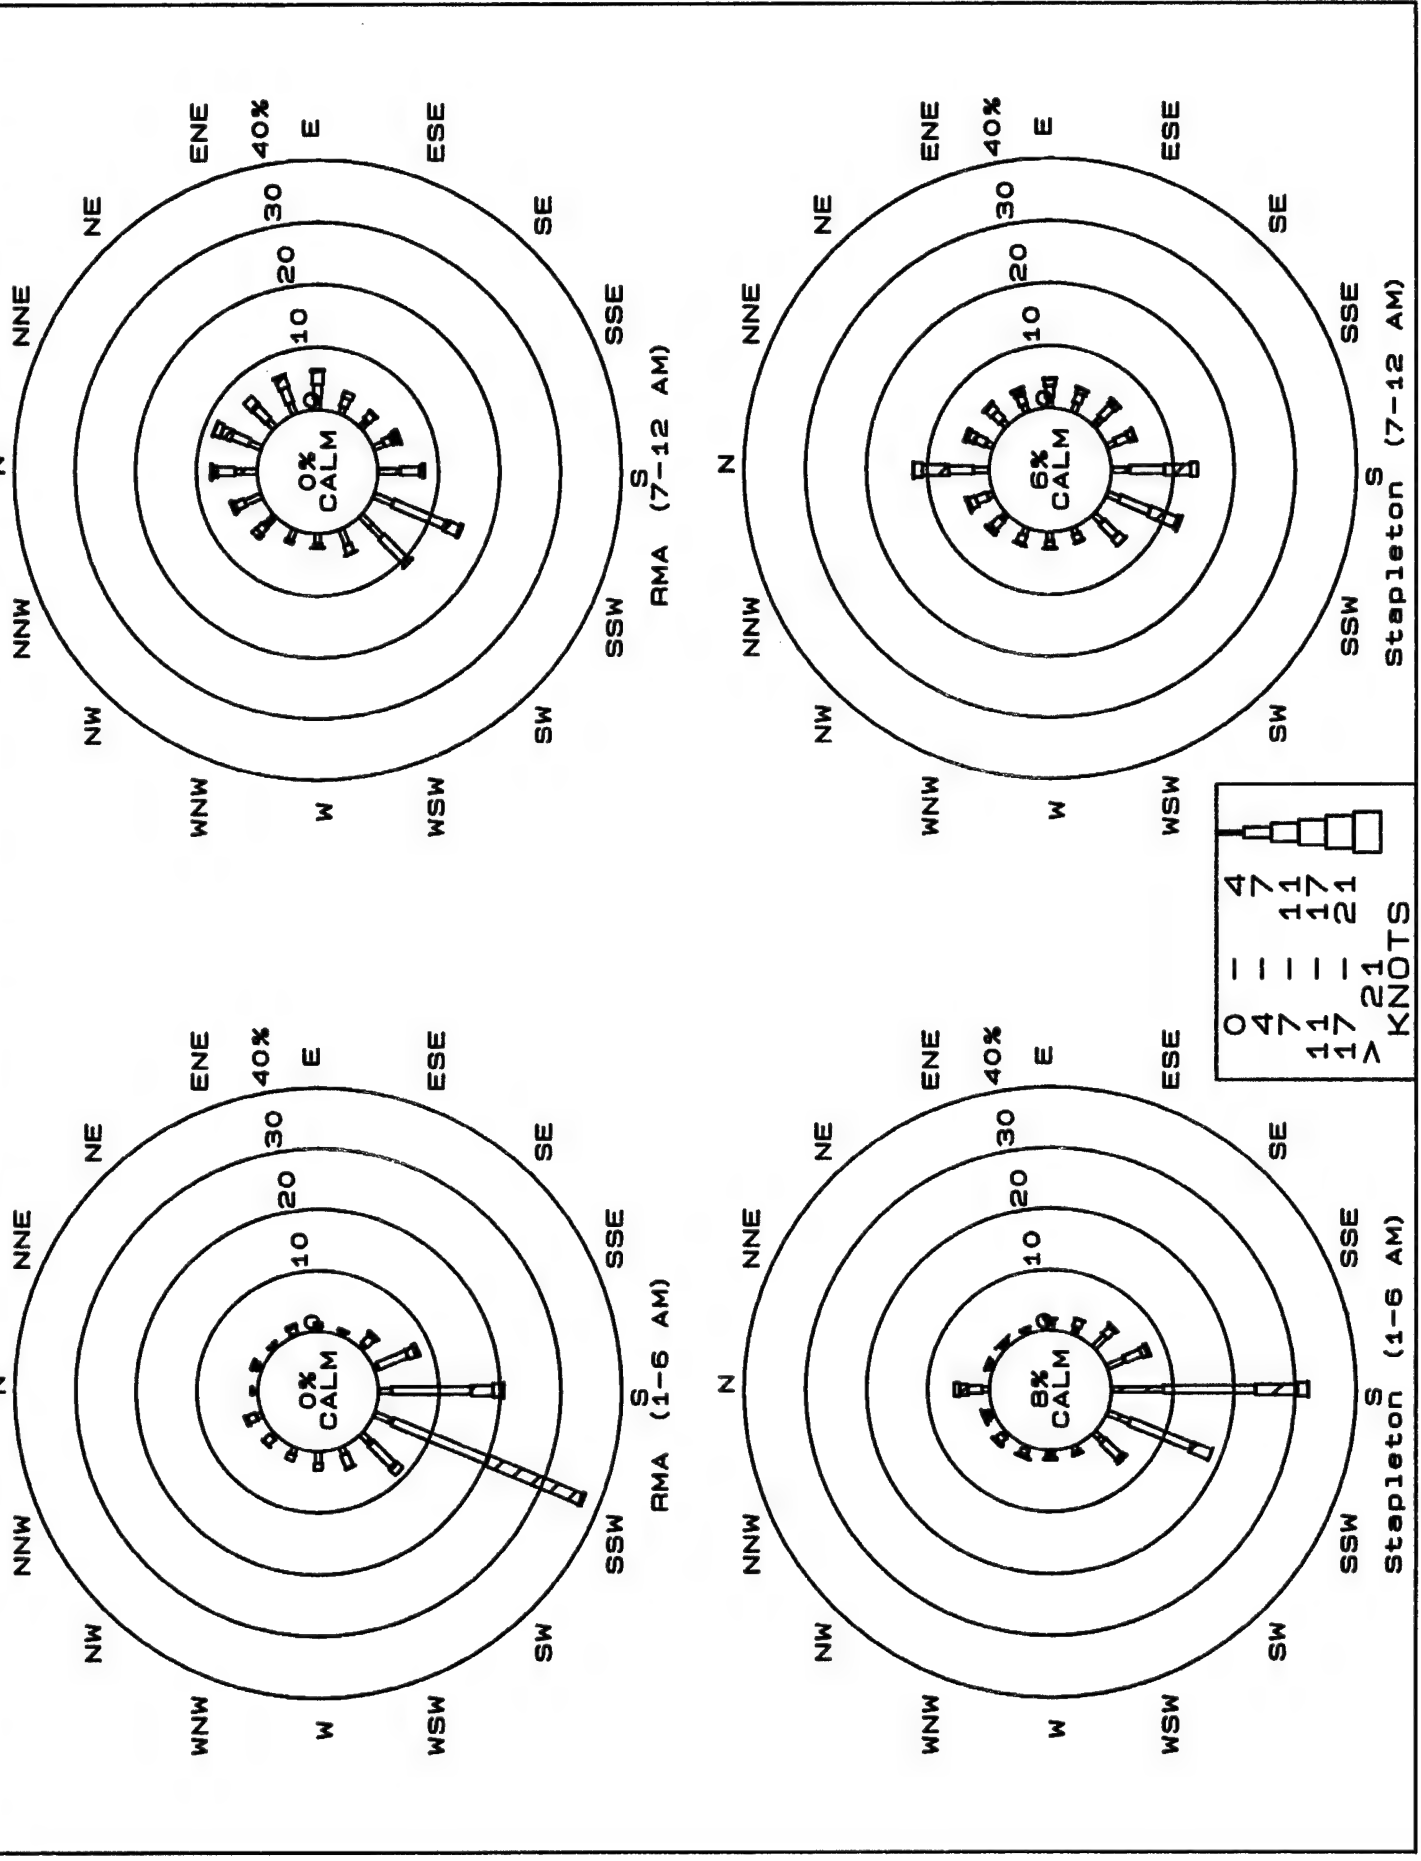 N
NNW
NNE
NW
NE
WNW
ENE
40%
30
20
10
0
W
0%
CALM
E
WSW
ESE
SW
SE
SSW
SSE
S
RMA (1-6 AM)
N
NNW
NNE
NW
NE
WNW
ENE
40%
30
20
10
0
W
0%
CALM
E
WSW
ESE
SW
SE
SSW
SSE
S
RMA (7-12 AM)
N
NNW
NNE
NW
NE
WNW
ENE
40%
30
20
10
0
W
8%
CALM
E
WSW
ESE
SW
SE
SSW
SSE
S
Stapleton (1-6 AM)
N
NNW
NNE
NW
NE
WNW
ENE
40%
30
20
10
0
W
6%
CALM
E
WSW
ESE
SW
SE
SSW
SSE
S
Stapleton (7-12 AM)
0 - 4
4 - 7
7 - 11
11 - 17
17 - 21
> 21
KNOTS